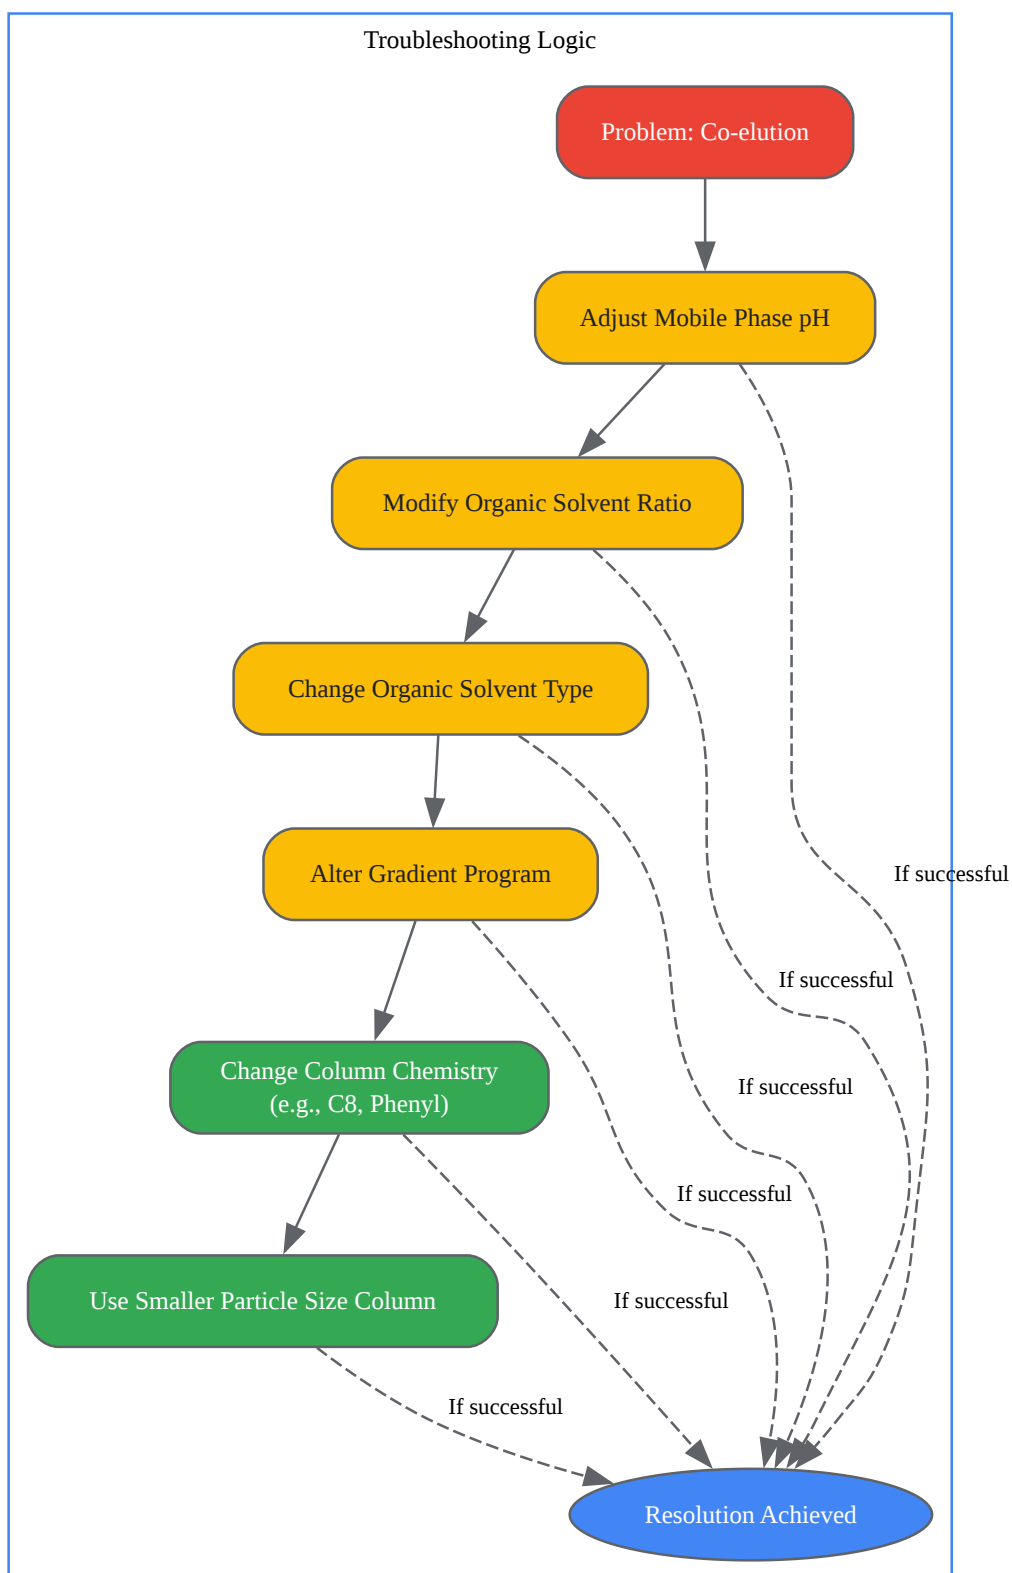 Troubleshooting Logic
Problem: Co-elution
Adjust Mobile Phase pH
Modify Organic Solvent Ratio
Change Organic Solvent Type
Alter Gradient Program
If successful
If successful
Change Column Chemistry
(e.g., C8, Phenyl)
If successful
If successful
Use Smaller Particle Size Column
If successful
If successful
Resolution Achieved